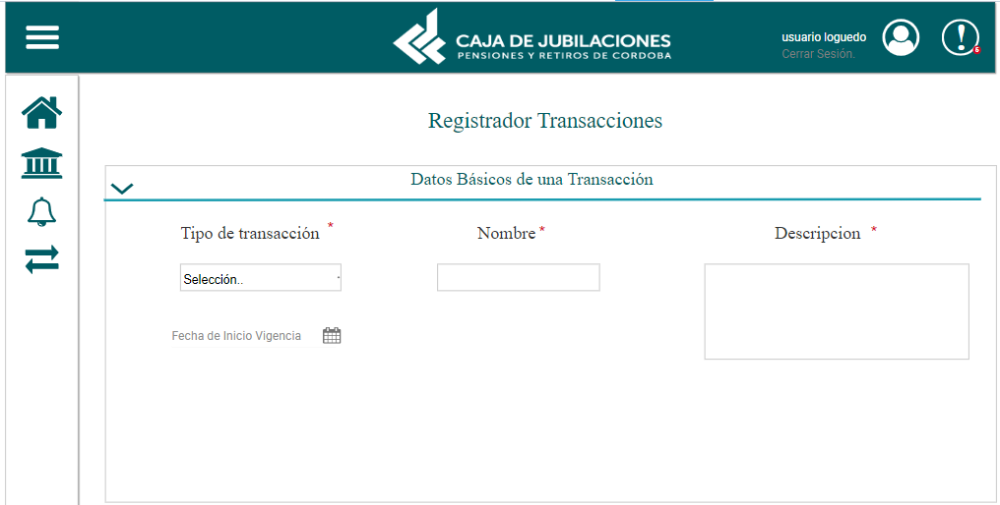 CAJA DE JUBILACIONES
PENSIONES Y RETIROS DE CORDOBA
usuario loguedo
Cerrar Sesión.
6
Registrador Transacciones
Datos Básicos de una Transacción
Tipo de transacción *
Nombre *
Descripcion *
Selección..
Fecha de Inicio Vigencia